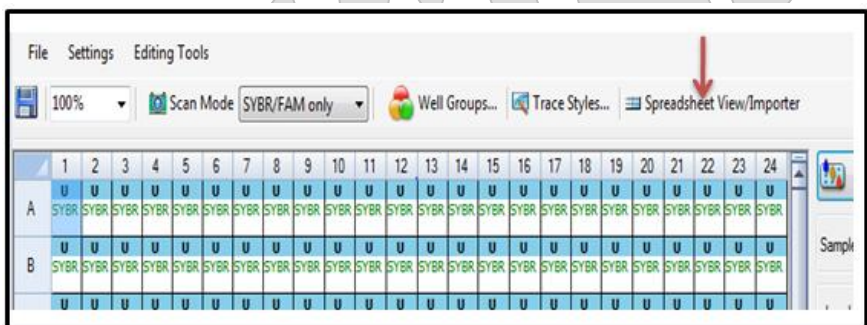 File Settings Editing Tools
100% Scan Mode SYBR/FAM only Well Groups... Trace Styles... Spreadsheet View/Importer
1 2 3 4 5 6 7 8 9 10 11 12 13 14 15 16 17 18 19 20 21 22 23 24
U U U U U U U U U U U U U U U U U U U U U U U U
A SYBR SYBR SYBR SYBR SYBR SYBR SYBR SYBR SYBR SYBR SYBR SYBR SYBR SYBR SYBR SYBR SYBR SYBR SYBR SYBR SYBR SYBR SYBR SYBR
U U U U U U U U U U U U U U U U U U U U U U U U
B SYBR SYBR SYBR SYBR SYBR SYBR SYBR SYBR SYBR SYBR SYBR SYBR SYBR SYBR SYBR SYBR SYBR SYBR SYBR SYBR SYBR SYBR SYBR SYBR
Sample
U U U U U U U U U U U U U U U U U U U U U U U U